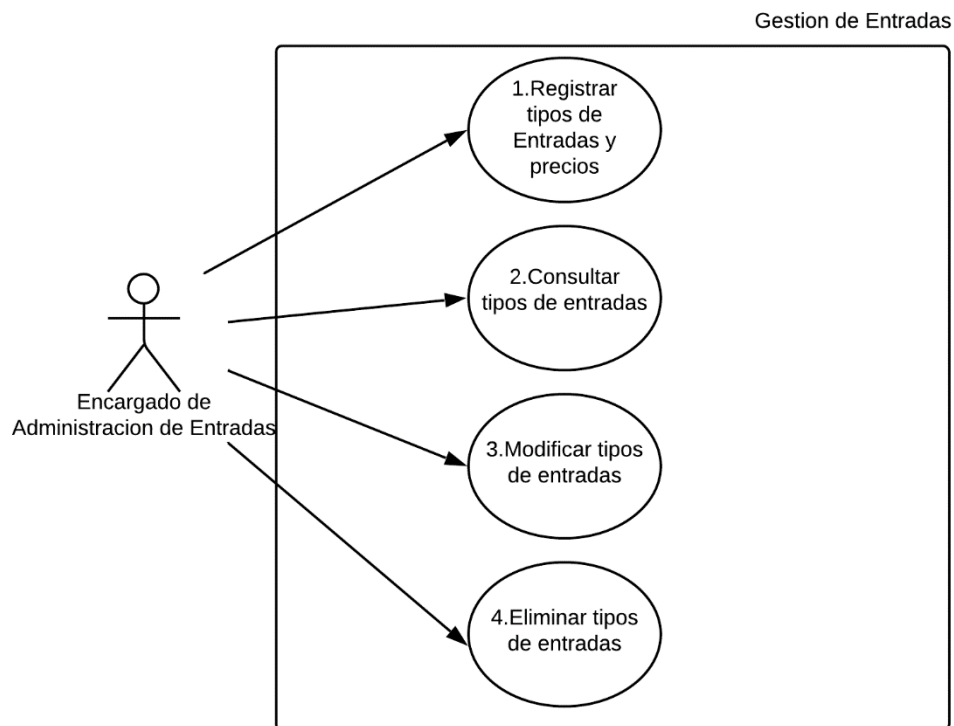 Gestion de Entradas
1.Registrar
tipos de
Entradas y
precios
2.Consultar
tipos de entradas
Encargado de
Administracion de Entradas
3.Modificar tipos
de entradas
4.Eliminar tipos
de entradas